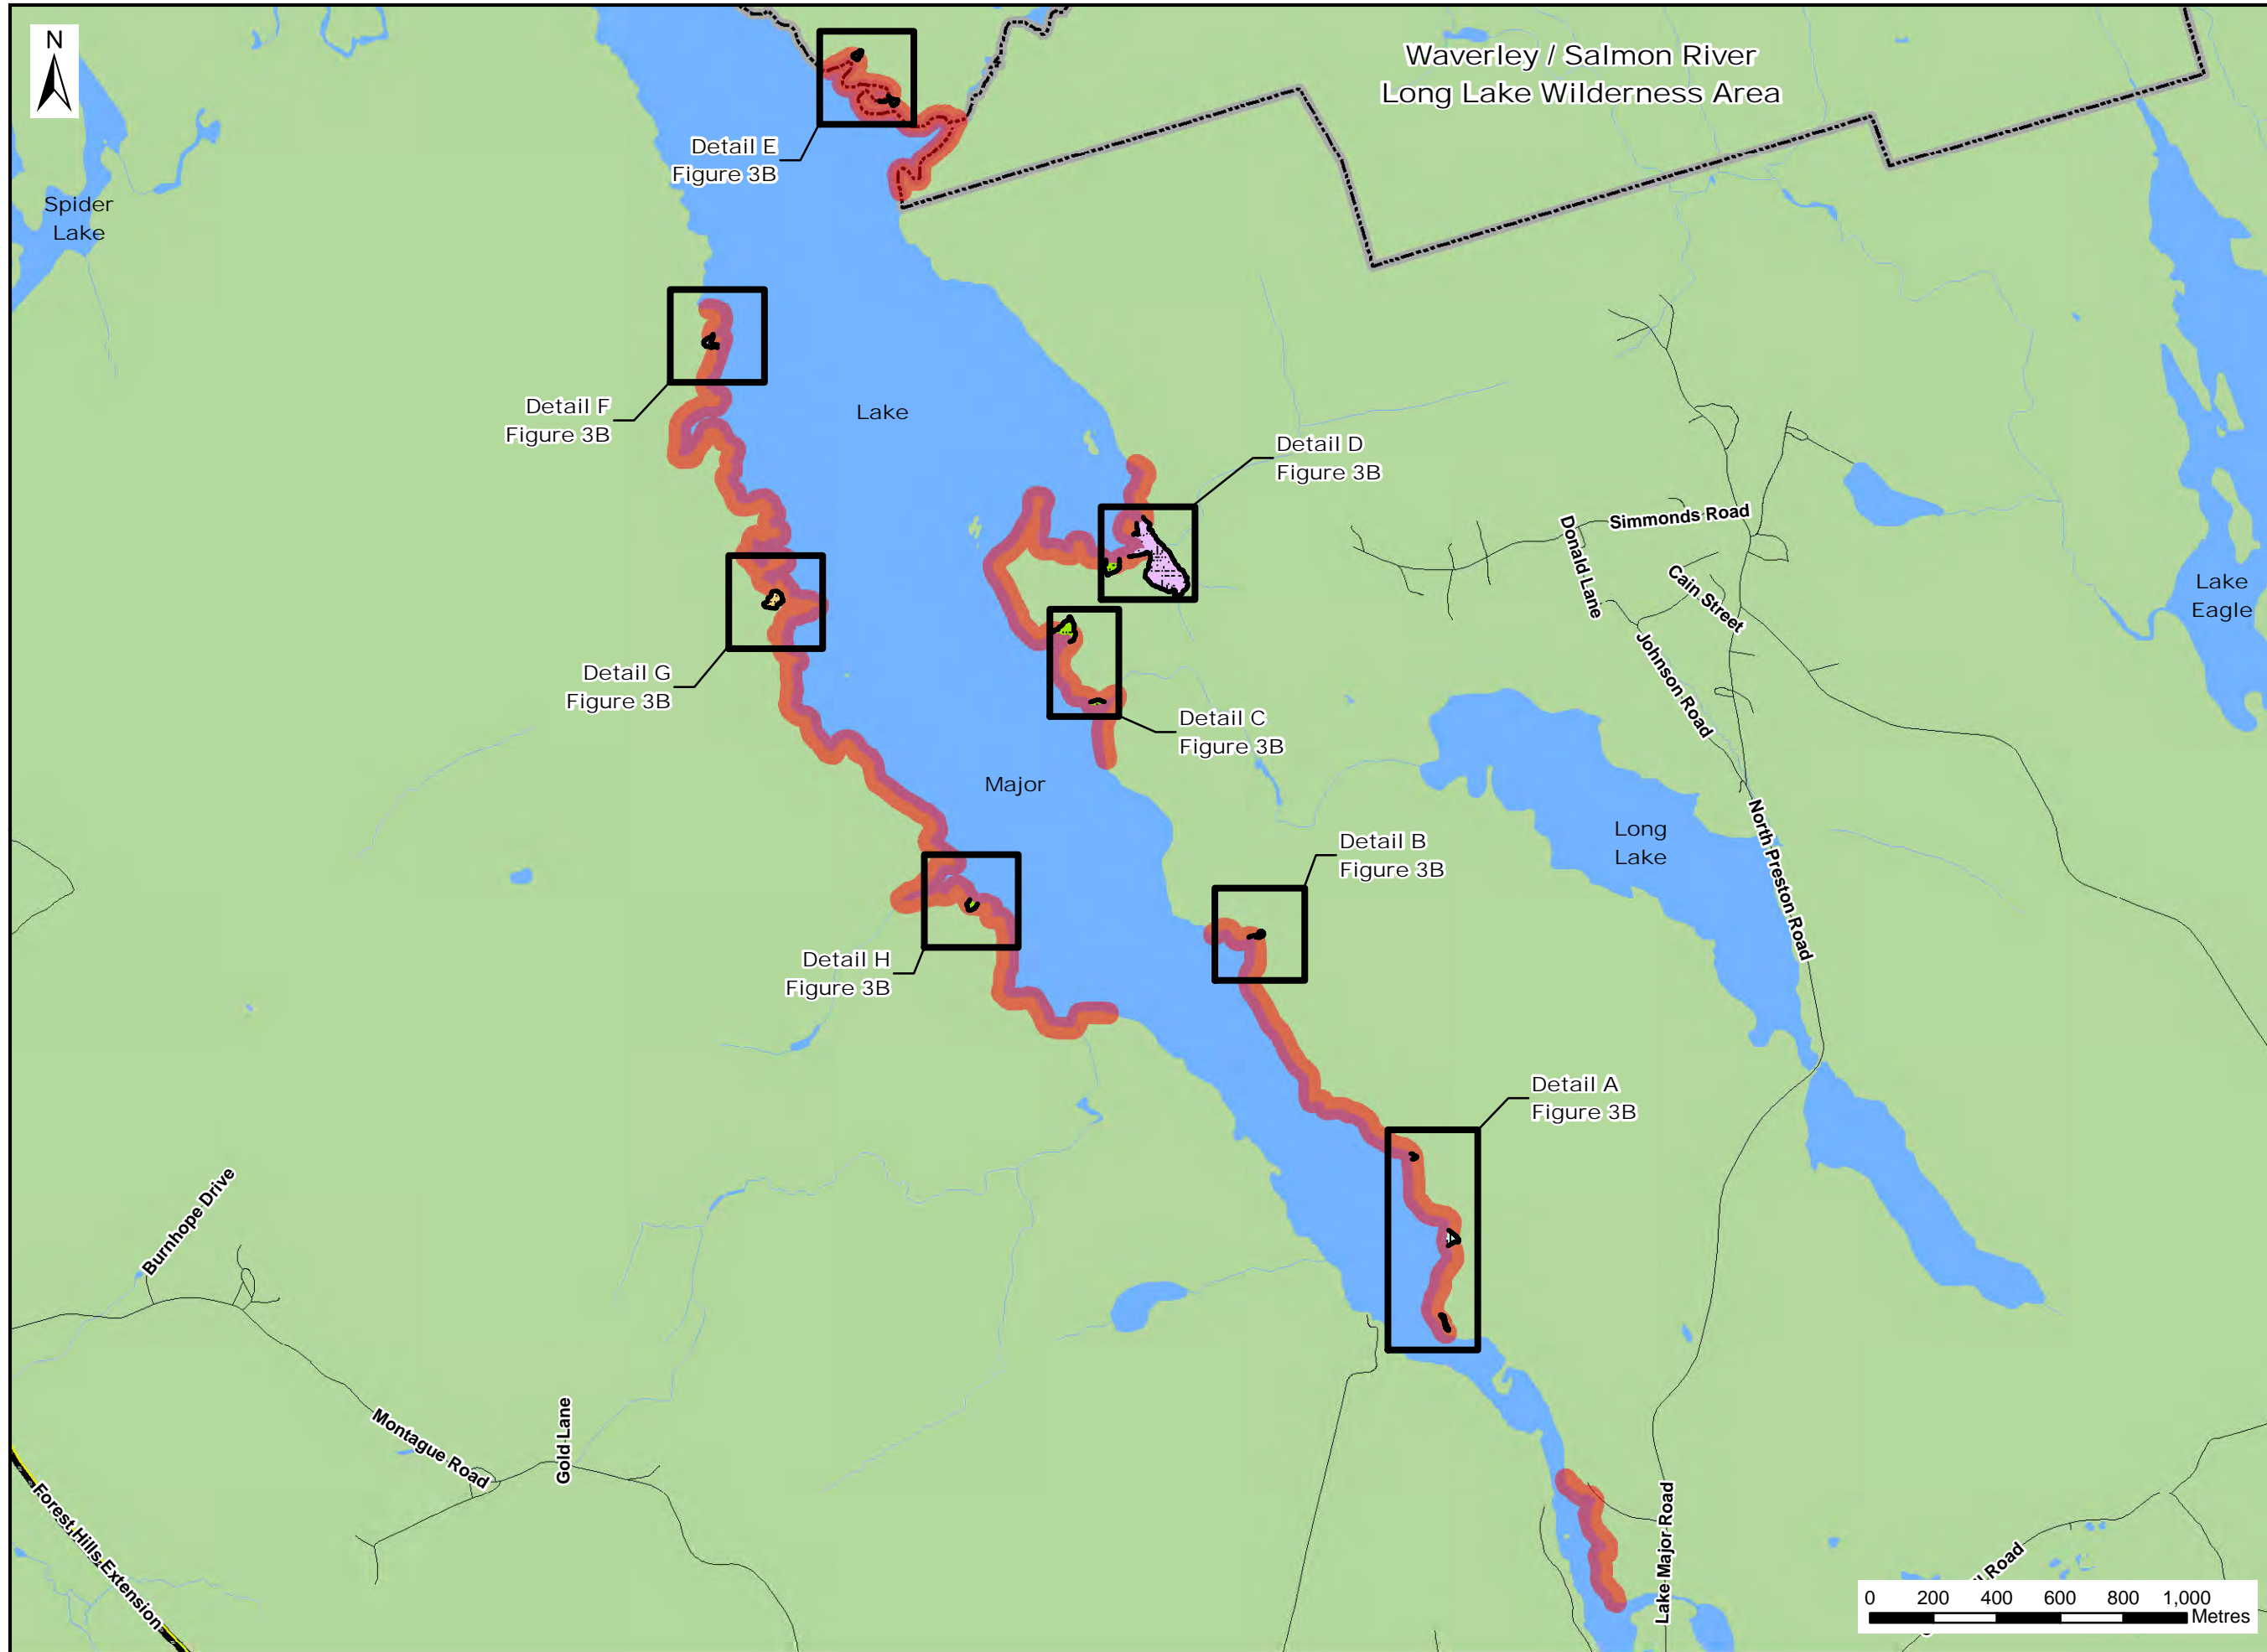 N
Waverley / Salmon River
Long Lake Wilderness Area
Detail E
Figure 3B
Spider
Lake
Detail F
Figure 3B
Lake
Detail D
Figure 3B
Simmonds Road
Donald Lane
Cain Street
Johnson Road
Lake
Eagle
Detail G
Figure 3B
Detail C
Figure 3B
Major
Long
Lake
North Preston Road
Detail B
Figure 3B
Detail H
Figure 3B
Detail A
Figure 3B
Burnhope Drive
Montague Road
Gold Lane
Forest Hills Extension
Lake Major Road
Road
0 200 400 600 800 1,000
Metres